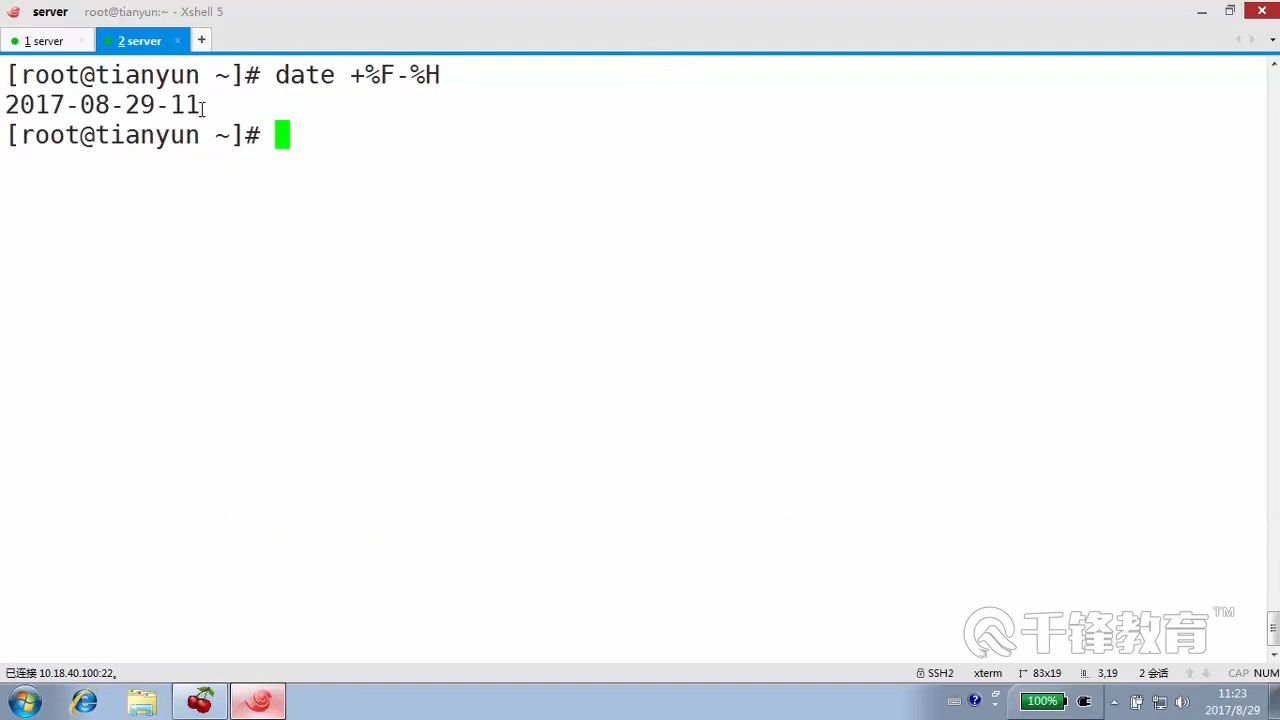 server root@tianyun:~ - Xshell 5
1 server × 2 server × +
[root@tianyun ~]# date +%F-%H
2017-08-29-11
[root@tianyun ~]#
千锋教育™
已连接 10.18.40.100:22。 SSH2 xterm 83x19 3,19 2 会话 CAP NUM
100% 11:23
2017/8/29